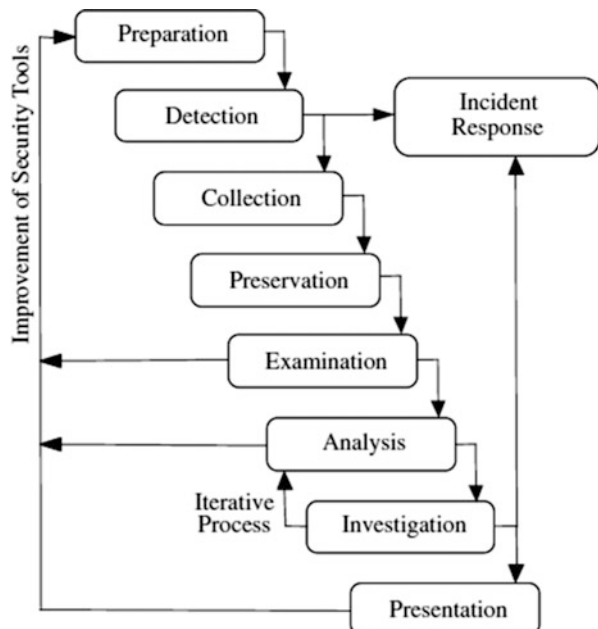 Preparation
Improvement of Security Tools
Detection
Incident
Response
Collection
Preservation
Examination
Analysis
Iterative
Process
Investigation
Presentation